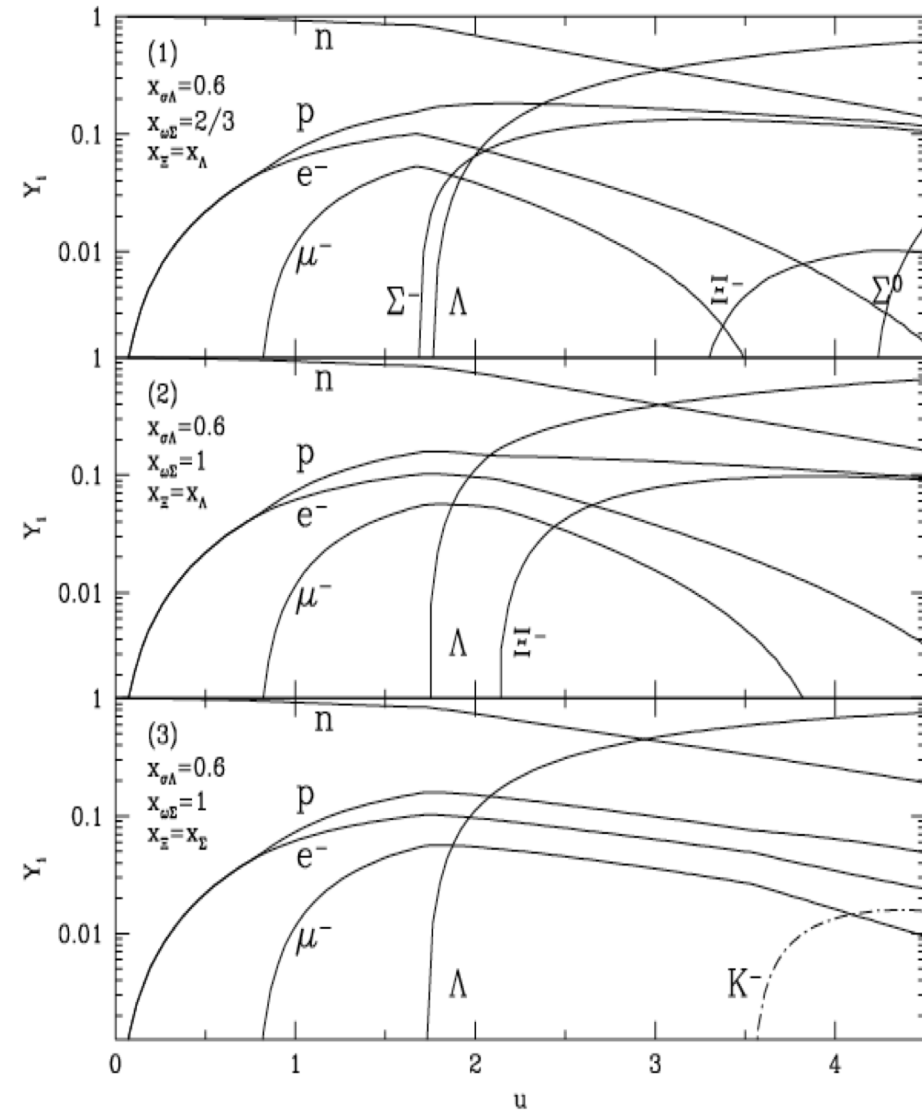 1
n
(1)
x_σΛ=0.6
x_ωΣ=2/3
x_Ξ=x_Λ
p
0.1
e⁻
Y_i
μ⁻
0.01
Σ⁻
Λ
Ξ⁻
Σ⁰
1
n
(2)
x_σΛ=0.6
x_ωΣ=1
x_Ξ=x_Λ
p
0.1
e⁻
Y_i
μ⁻
0.01
Λ
Ξ⁻
1
n
(3)
x_σΛ=0.6
x_ωΣ=1
x_Ξ=x_Σ
p
0.1
e⁻
Y_i
μ⁻
0.01
Λ
K⁻
0 1 2 3 4
u